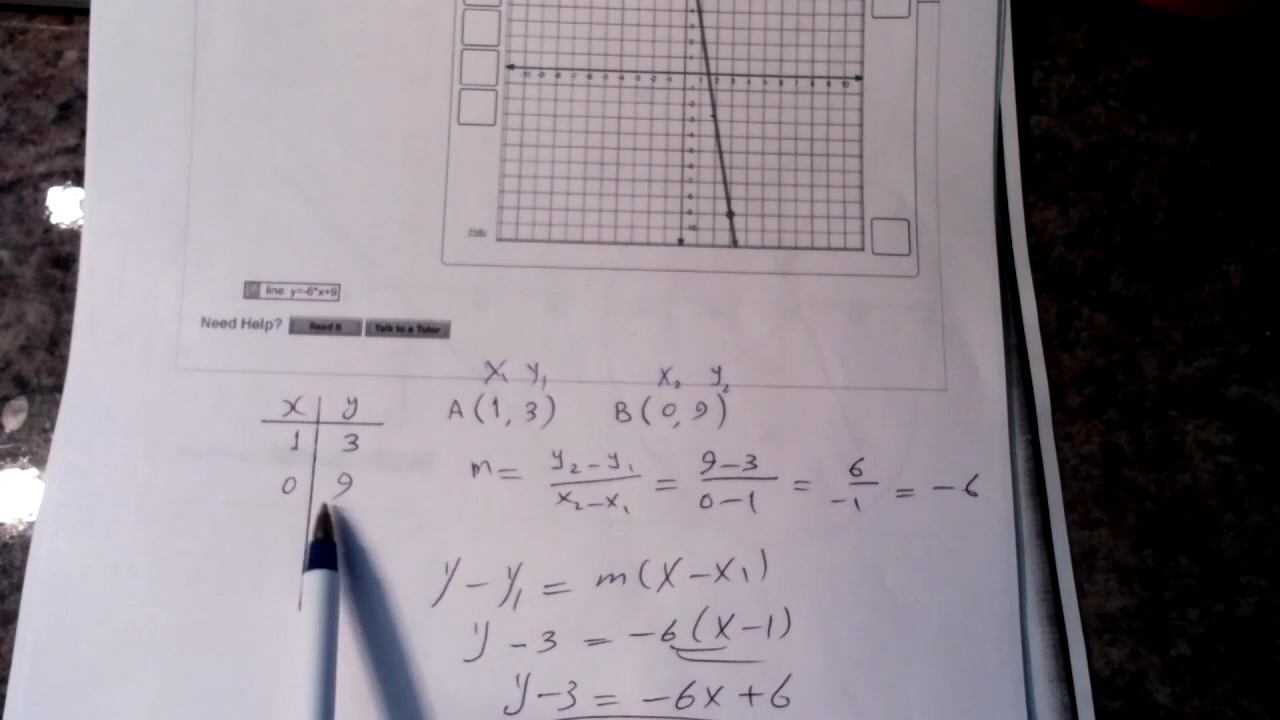 line y=-6*x+9
Need Help? Read It Talk to a Tutor
X₁ y₁ X₂ y₂
x y A(1, 3) B(0, 9)
1 3
0 9
m = y₂-y₁ / x₂-x₁ = 9-3 / 0-1 = 6 / -1 = -6
y-y₁ = m(x-x₁)
y-3 = -6(x-1)
y-3 = -6x+6